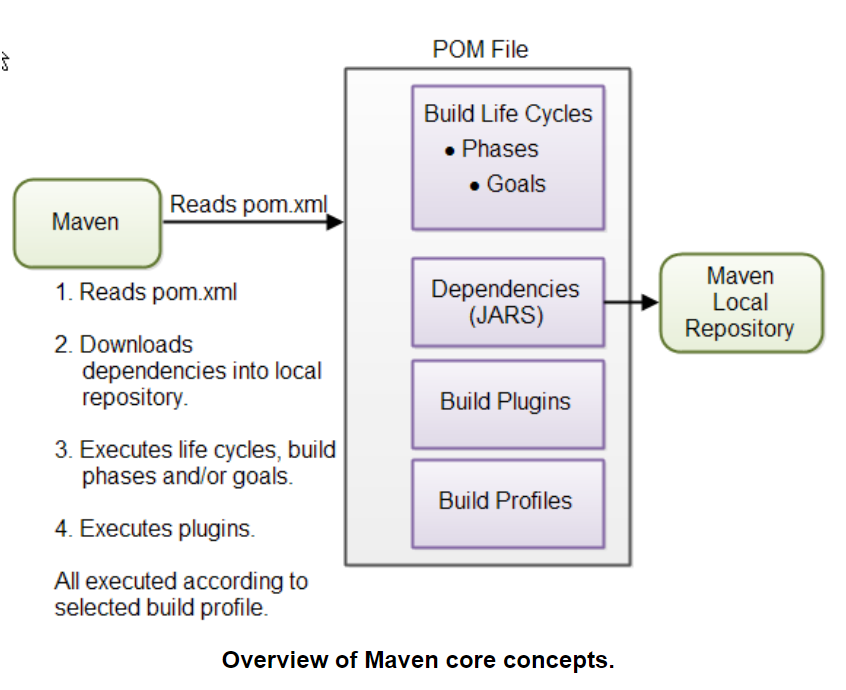 POM File
Build Life Cycles
• Phases
• Goals
Maven
Reads pom.xml
Dependencies
(JARS)
Maven
Local
Repository
Build Plugins
Build Profiles
1. Reads pom.xml
2. Downloads
dependencies into local
repository.
3. Executes life cycles, build
phases and/or goals.
4. Executes plugins.
All executed according to
selected build profile.
Overview of Maven core concepts.